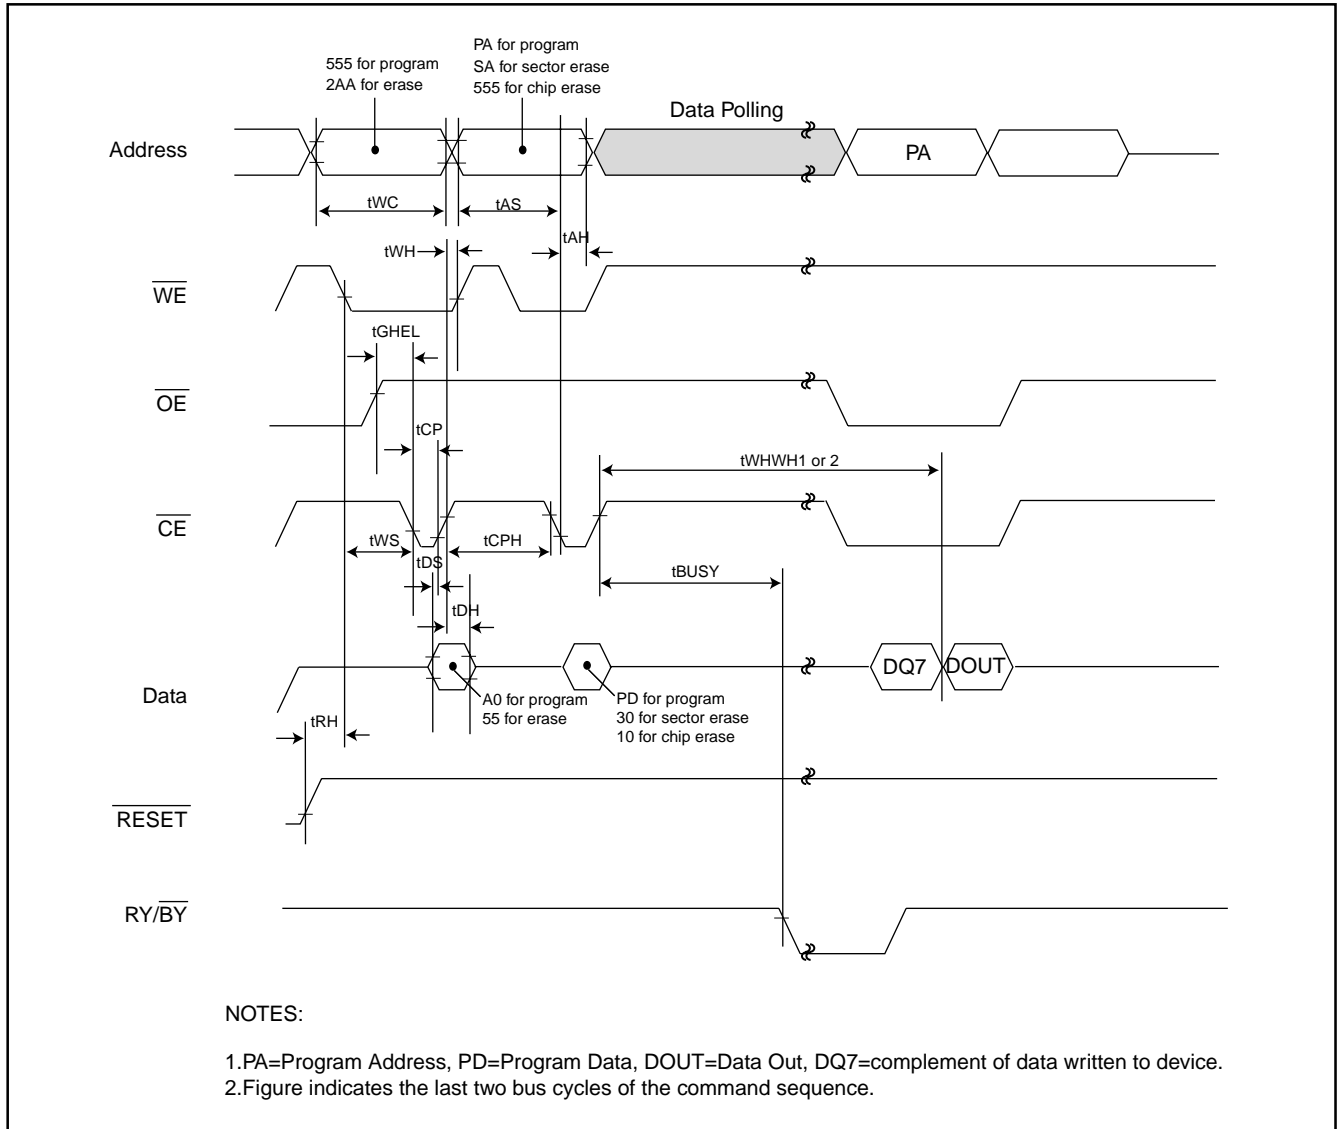 555 for program
2AA for erase
PA for program
SA for sector erase
555 for chip erase
Data Polling
Address
PA
tWC
tAS
tWH
tAH
WE
tGHEL
OE
tCP
tWHWH1 or 2
CE
tWS
tCPH
tDS
tBUSY
tDH
Data
DQ7
DOUT
A0 for program
55 for erase
PD for program
30 for sector erase
10 for chip erase
tRH
RESET
RY/BY
NOTES:
1.PA=Program Address, PD=Program Data, DOUT=Data Out, DQ7=complement of data written to device.
2.Figure indicates the last two bus cycles of the command sequence.